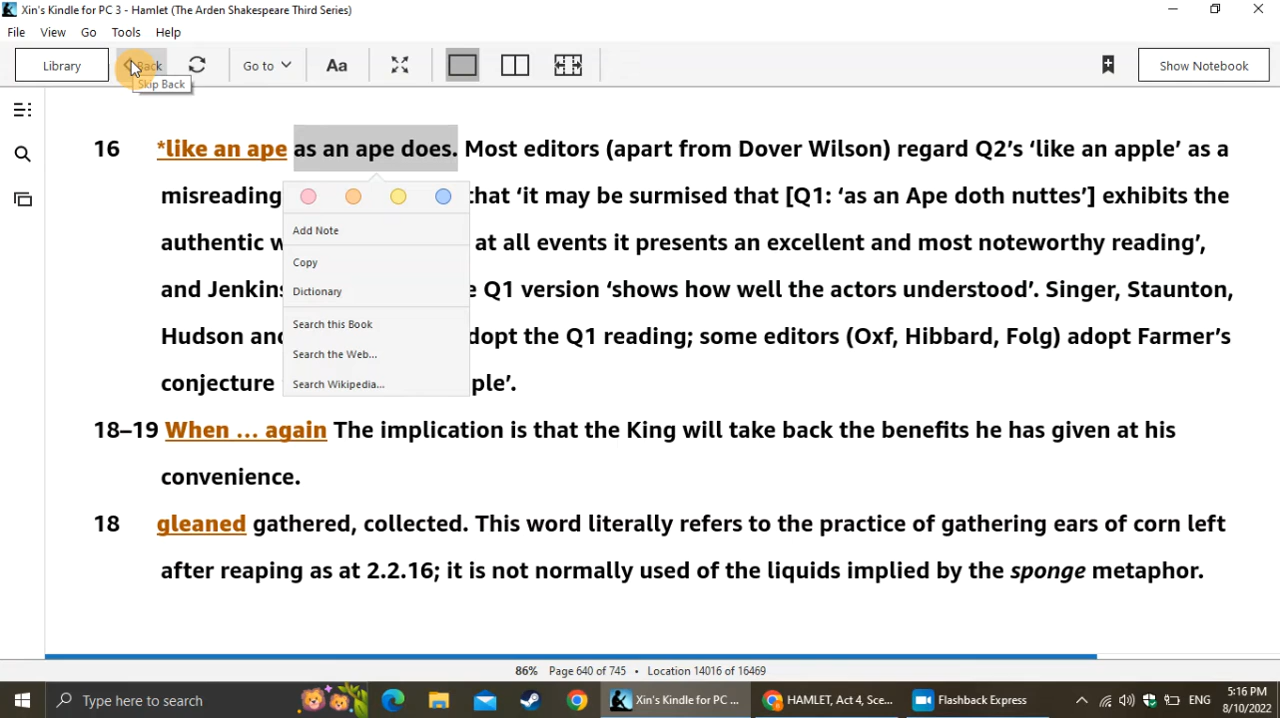 Xin's Kindle for PC 3 - Hamlet (The Arden Shakespeare Third Series)
File View Go Tools Help
Library Back Go to Aa Show Notebook
Skip Back
16 *like an ape as an ape does. Most editors (apart from Dover Wilson) regard Q2's 'like an apple' as a
misreading that 'it may be surmised that [Q1: 'as an Ape doth nuttes'] exhibits the
authentic w at all events it presents an excellent and most noteworthy reading',
and Jenkins e Q1 version 'shows how well the actors understood'. Singer, Staunton,
Hudson and dopt the Q1 reading; some editors (Oxf, Hibbard, Folg) adopt Farmer's
conjecture ple'.
Add Note
Copy
Dictionary
Search this Book
Search the Web...
Search Wikipedia...
18–19 When … again The implication is that the King will take back the benefits he has given at his
convenience.
18 gleaned gathered, collected. This word literally refers to the practice of gathering ears of corn left
after reaping as at 2.2.16; it is not normally used of the liquids implied by the sponge metaphor.
86% Page 640 of 745 • Location 14016 of 16469
Type here to search Xin's Kindle for PC ... HAMLET, Act 4, Sce... Flashback Express ENG 5:16 PM
8/10/2022